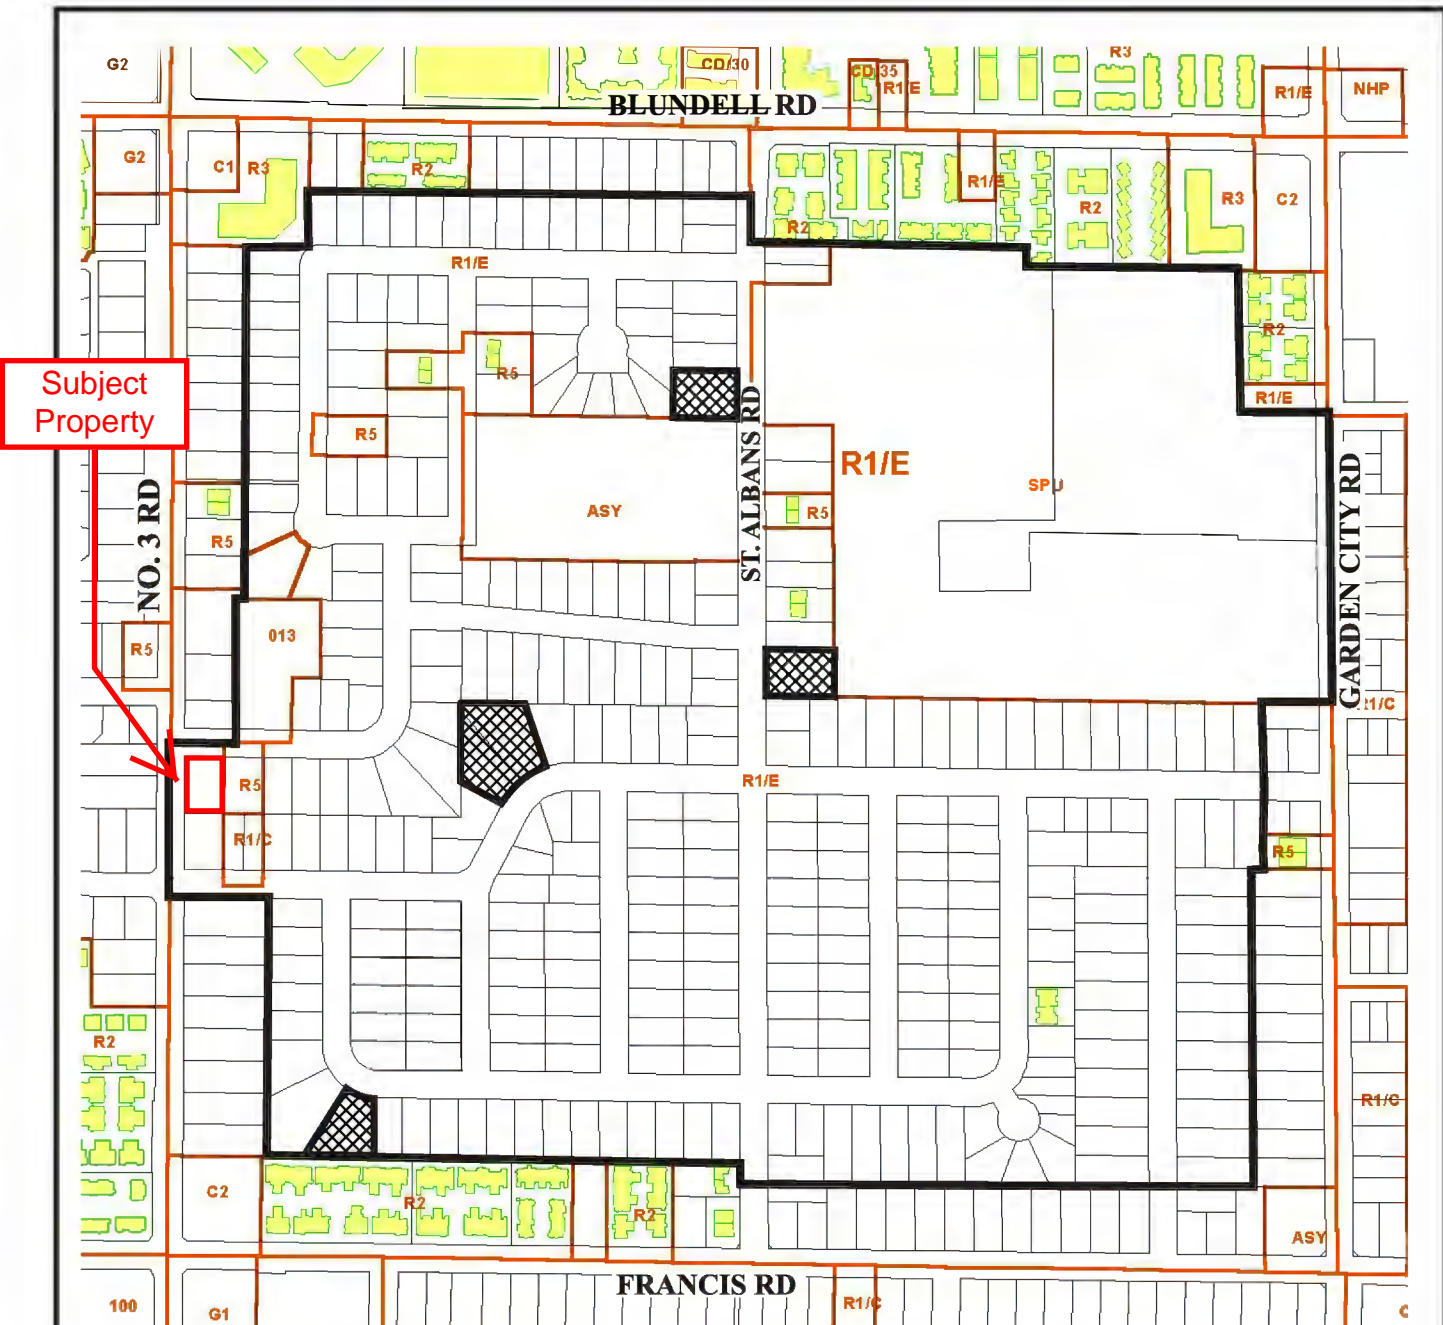 R3
G2
CD/30
CD/35
R1/E
R1/E
NHP
BLUNDELL RD
G2
C1
R3
R2
R1/E
R2
R3
C2
R2
R1/E
R2
R5
R1/E
Subject
Property
R5
R1/E
SPU
ASY
R5
NO. 3 RD
ST. ALBANS RD
GARDEN CITY RD
R5
013
R5
R1/C
R1/E
R5
R1/C
R5
R2
R1/C
C2
R2
R2
ASY
FRANCIS RD
100
G1
R1/C